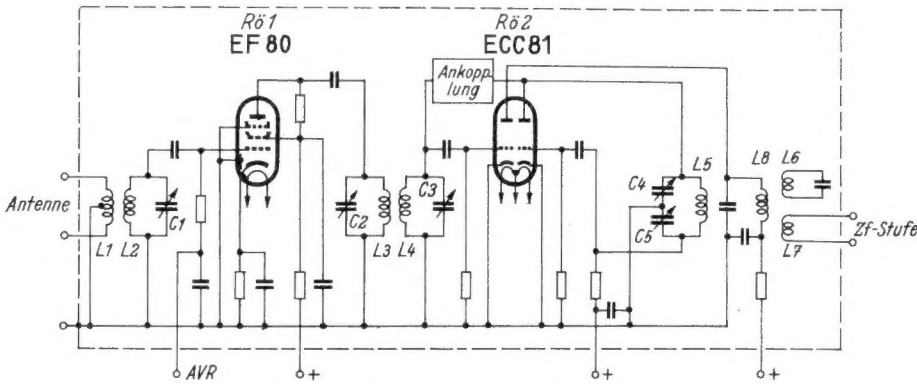 Rö1
EF 80
Rö2
ECC81
Ankopp
lung
Antenne
L1
L2
C1
C2
L3
L4
C3
C4
C5
L5
L8
L6
L7
Zf-Stufe
AVR
+
+
+